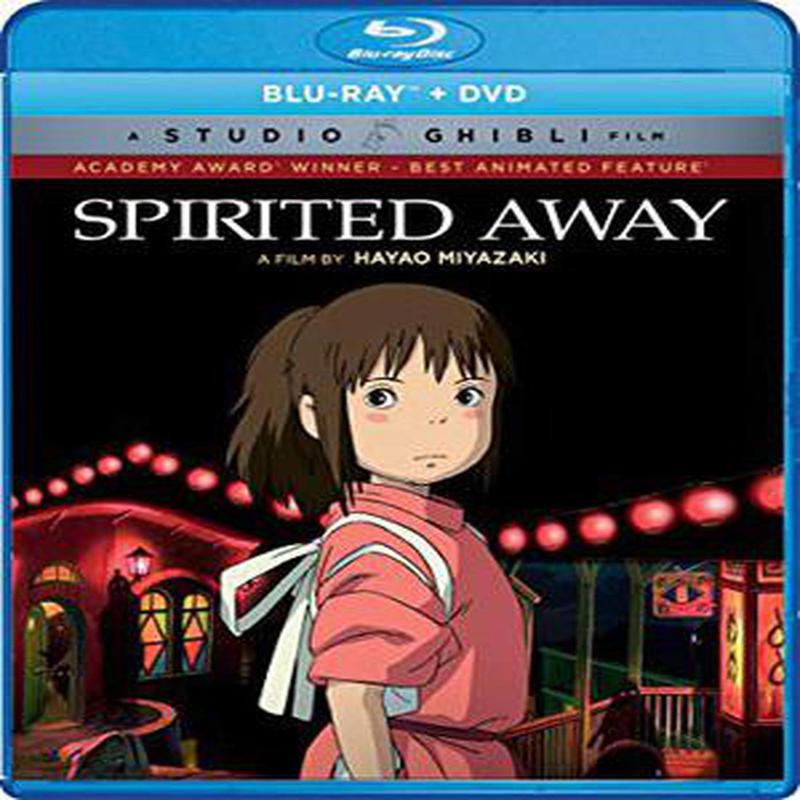 Blu-ray Disc
BLU-RAY™ + DVD
A STUDIO GHIBLI FILM
ACADEMY AWARD® WINNER - BEST ANIMATED FEATURE®
SPIRITED AWAY
A FILM BY HAYAO MIYAZAKI